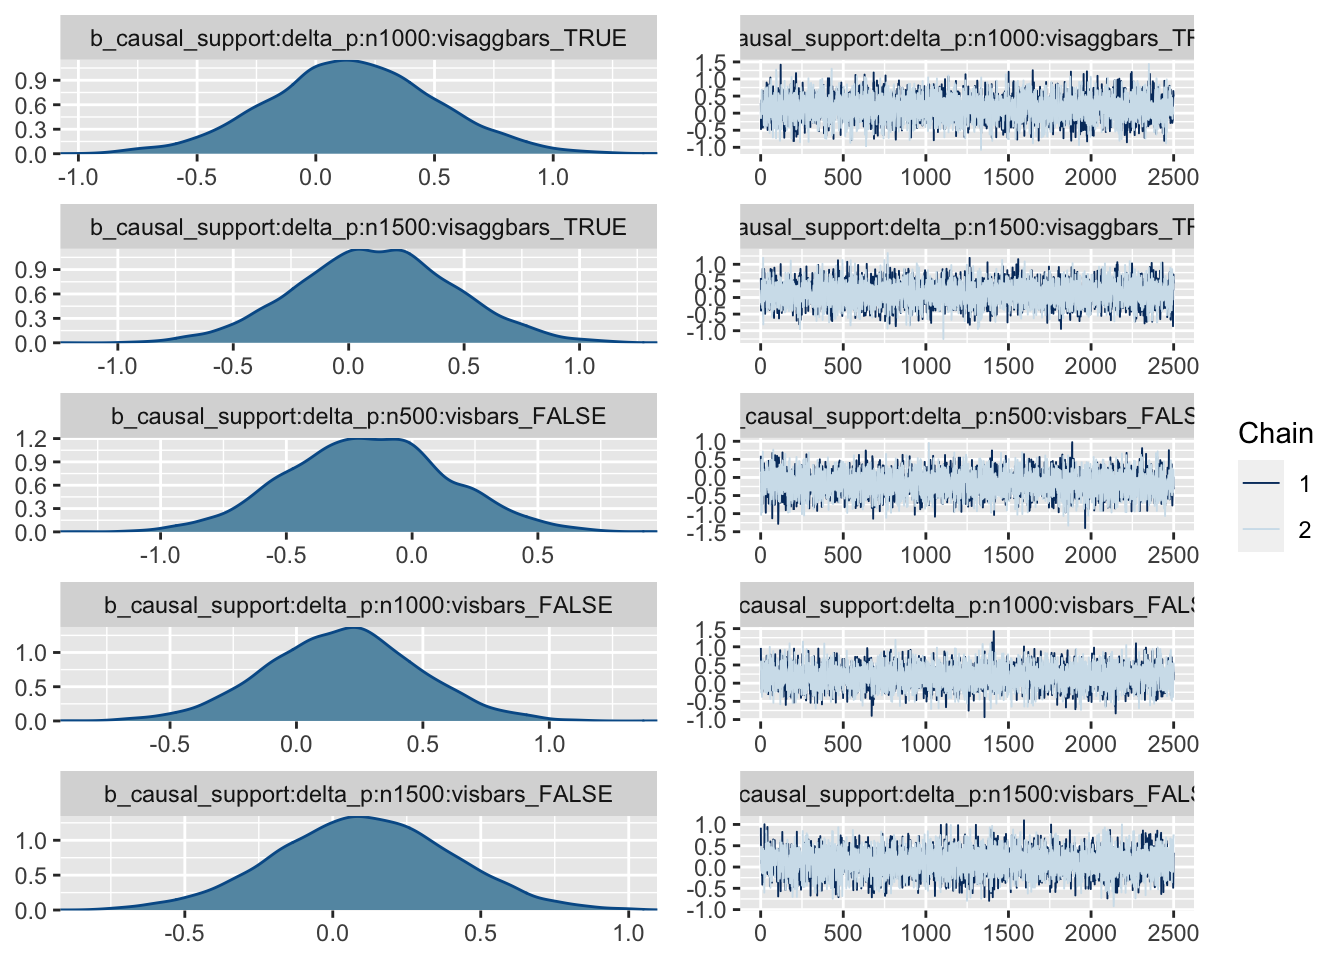 b_causal_support:delta_p:n1000:visaggbars_TRUE
0.9
0.6
0.3
0.0
-1.0 -0.5 0.0 0.5 1.0
ausal_support:delta_p:n1000:visaggbars_TR
1.5
1.0
0.5
0.0
-0.5
-1.0
0 500 1000 1500 2000 2500
b_causal_support:delta_p:n1500:visaggbars_TRUE
0.9
0.6
0.3
0.0
-1.0 -0.5 0.0 0.5 1.0
ausal_support:delta_p:n1500:visaggbars_TR
1.0
0.5
0.0
-0.5
-1.0
0 500 1000 1500 2000 2500
b_causal_support:delta_p:n500:visbars_FALSE
1.2
0.9
0.6
0.3
0.0
-1.0 -0.5 0.0 0.5
_causal_support:delta_p:n500:visbars_FALS
1.0
0.5
0.0
-0.5
-1.0
-1.5
0 500 1000 1500 2000 2500
b_causal_support:delta_p:n1000:visbars_FALSE
1.0
0.5
0.0
-0.5 0.0 0.5 1.0
causal_support:delta_p:n1000:visbars_FALS
1.5
1.0
0.5
0.0
-0.5
-1.0
0 500 1000 1500 2000 2500
b_causal_support:delta_p:n1500:visbars_FALSE
1.0
0.5
0.0
-0.5 0.0 0.5 1.0
causal_support:delta_p:n1500:visbars_FALS
1.0
0.5
0.0
-0.5
-1.0
0 500 1000 1500 2000 2500
Chain
1
2